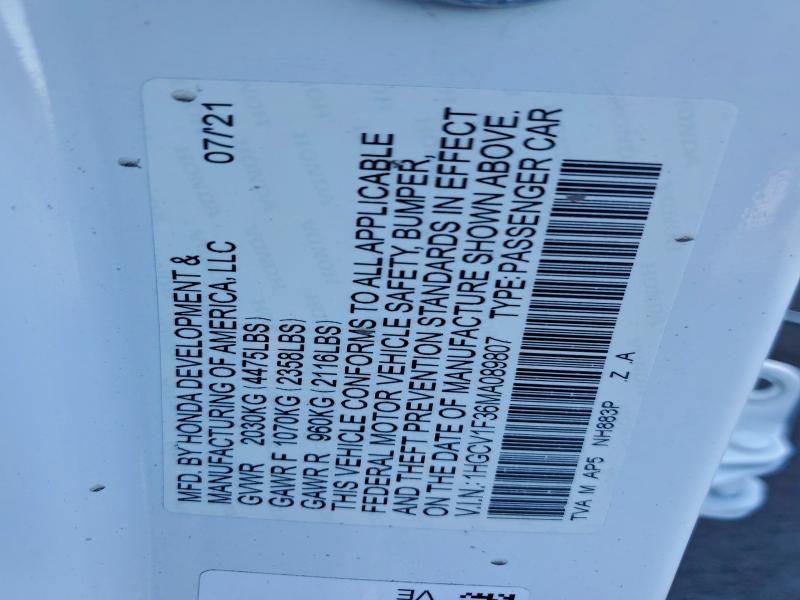 MFD. BY HONDA DEVELOPMENT &
MANUFACTURING OF AMERICA, LLC 07/'21
GVWR 2030KG (4475LBS)
GAWR F 1070KG (2358LBS)
GAWR R 960KG (2116LBS)
THIS VEHICLE CONFORMS TO ALL APPLICABLE
FEDERAL MOTOR VEHICLE SAFETY, BUMPER,
AND THEFT PREVENTION STANDARDS IN EFFECT
ON THE DATE OF MANUFACTURE SHOWN ABOVE.
V.I.N.: 1HGCV1F36MA089807 TYPE: PASSENGER CAR
TVA M AP5 NH883P .Z .A
VE